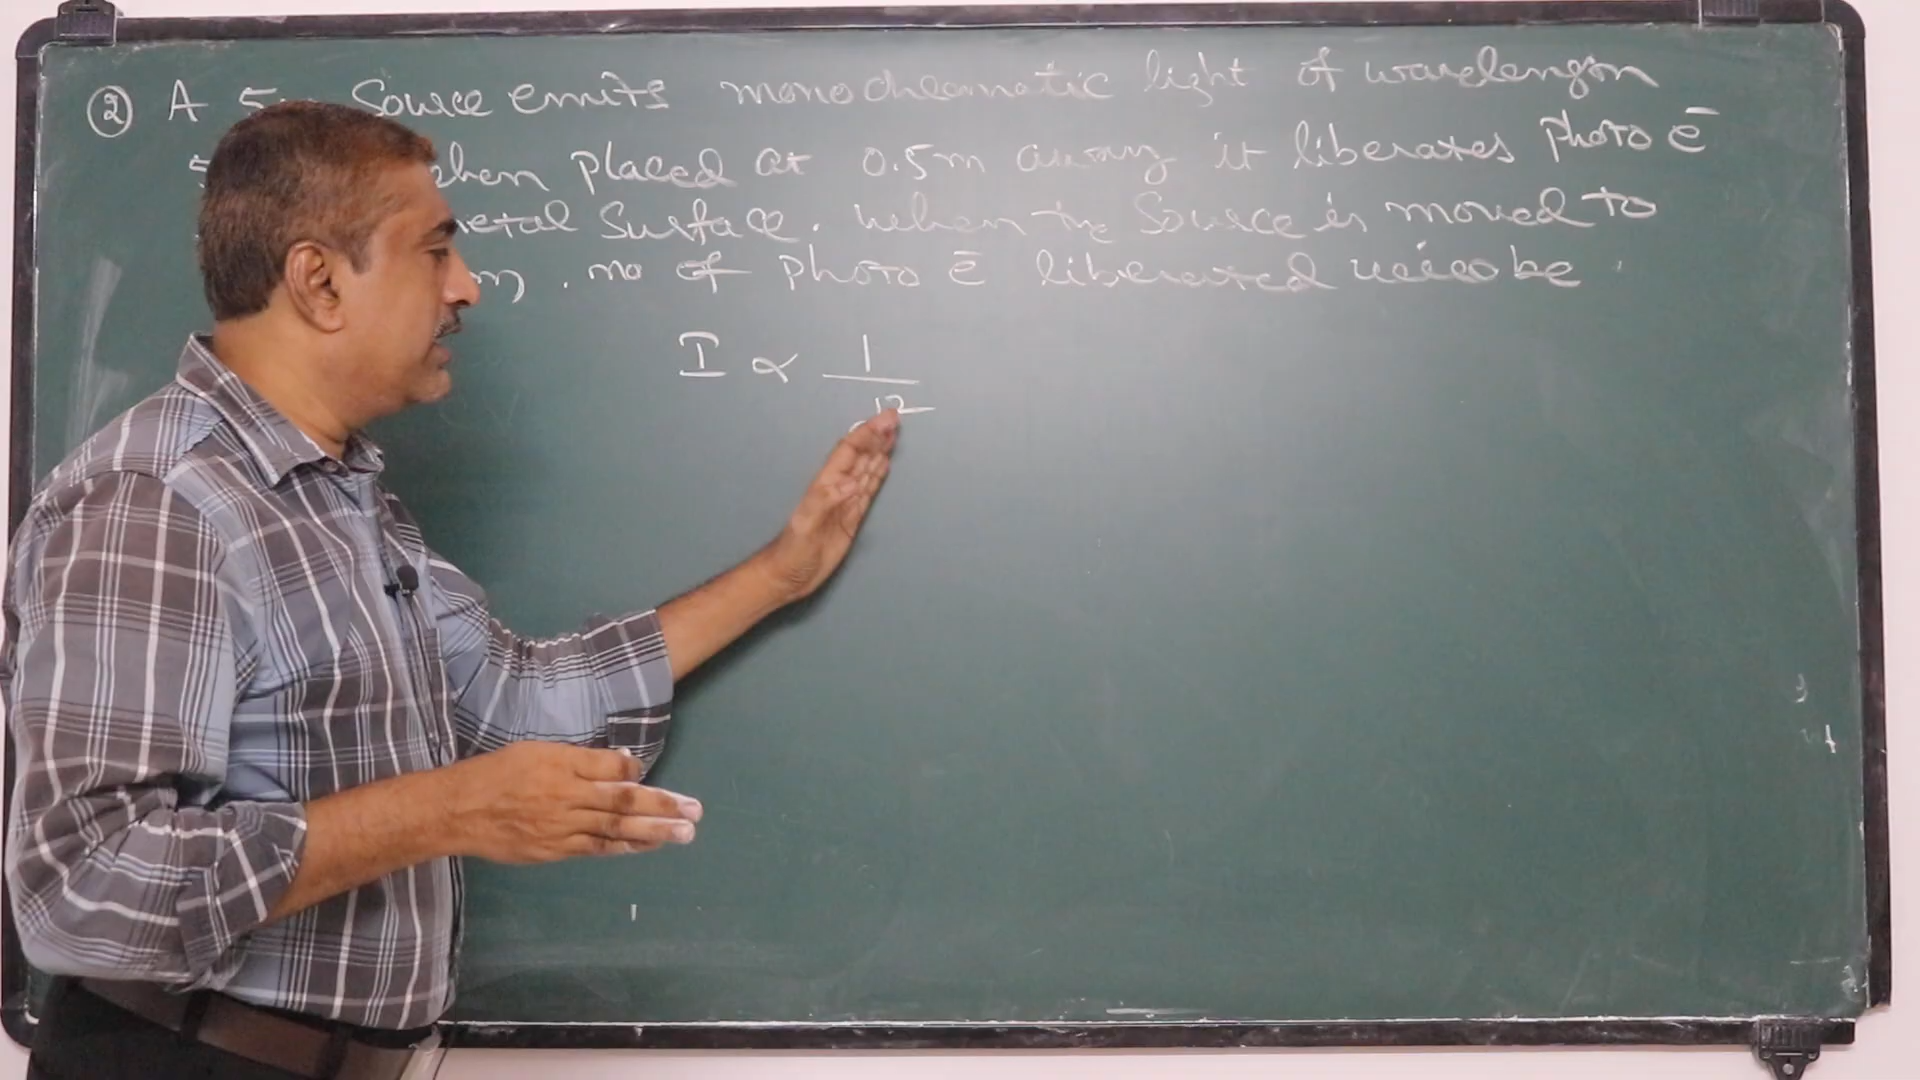 ② A 5 Source emits monochromatic light of wavelength
5 when placed at 0.5m away it liberates photo ē
metal surface. When the source is moved to
m . no of photo ē liberated will be
I ∝ 1